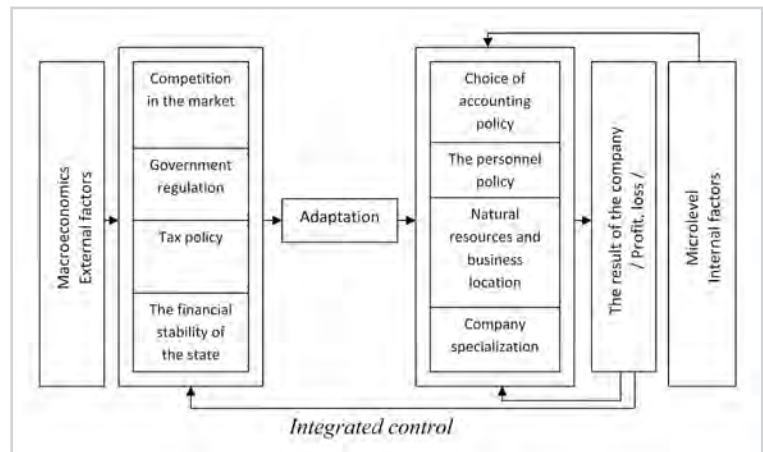 Macroeconomics
External factors
Competition
in the market
Government
regulation
Tax policy
The financial
stability of
the state
Adaptation
Choice of
accounting
policy
The personnel
policy
Natural
resources and
business
location
Company
specialization
The result of the company
/ Profit, loss /
Microlevel
Internal factors
Integrated control